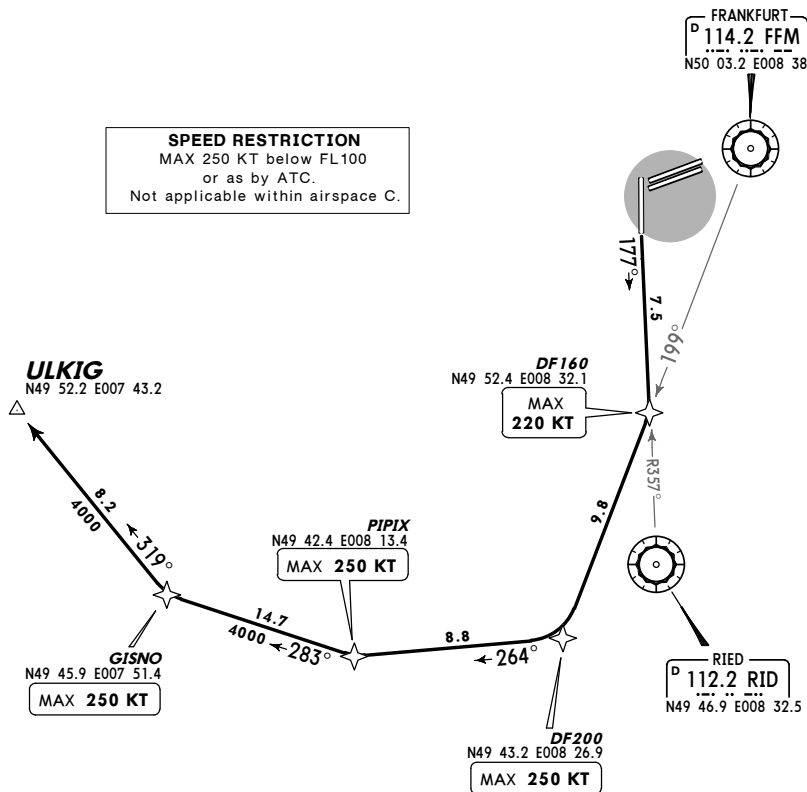 FRANKFURT
D 114.2 FFM
N50 03.2 E008 38
SPEED RESTRICTION
MAX 250 KT below FL100
or as by ATC.
Not applicable within airspace C.
177°
7.5
199°
ULKIG
N49 52.2 E007 43.2
DF160
N49 52.4 E008 32.1
MAX
220 KT
8.2
4000
319°
9.8
R357°
PIPIX
N49 42.4 E008 13.4
MAX 250 KT
14.7
4000
283°
8.8
264°
GISNO
N49 45.9 E007 51.4
MAX 250 KT
RIED
D 112.2 RID
N49 46.9 E008 32.5
DF200
N49 43.2 E008 26.9
MAX 250 KT